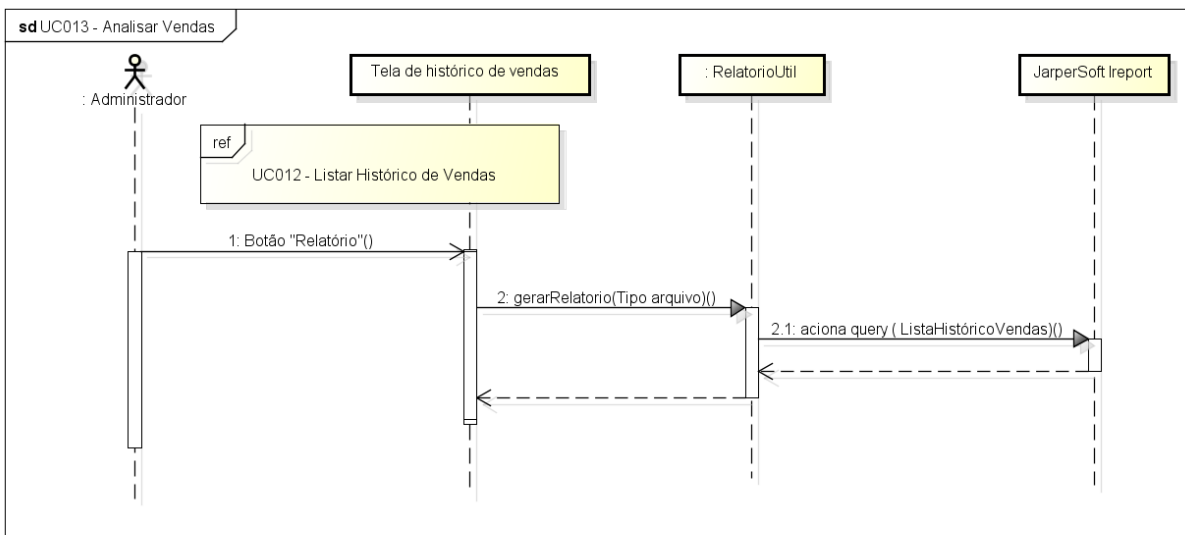 sd UC013 - Analisar Vendas
: Administrador
Tela de histórico de vendas
: RelatorioUtil
JarperSoft Ireport
ref
UC012 - Listar Histórico de Vendas
1: Botão "Relatório"()
2: gerarRelatorio(Tipo arquivo)()
2.1: aciona query ( ListaHistóricoVendas)()